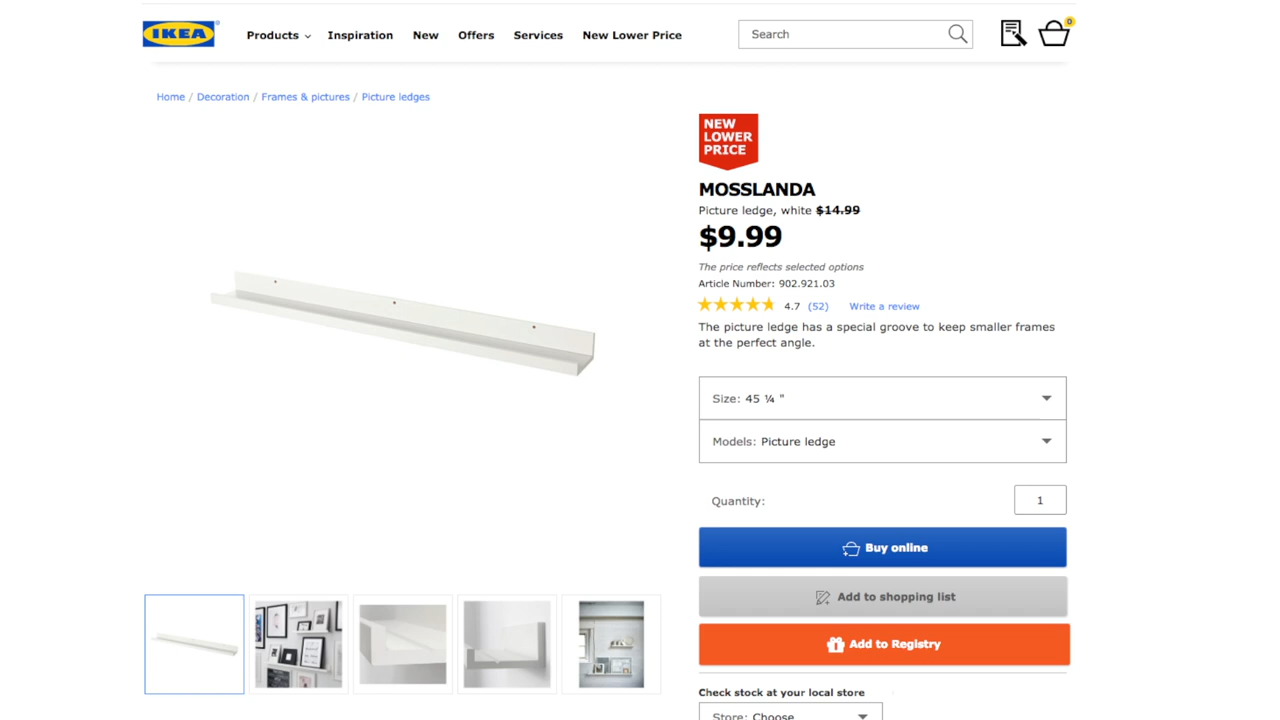 IKEA
Products Inspiration New Offers Services New Lower Price
Search
0
Home / Decoration / Frames & pictures / Picture ledges
NEW
LOWER
PRICE
MOSSLANDA
Picture ledge, white $14.99
$9.99
The price reflects selected options
Article Number: 902.921.03
4.7 (52) Write a review
The picture ledge has a special groove to keep smaller frames
at the perfect angle.
Size: 45 ¼ "
Models: Picture ledge
Quantity: 1
Buy online
Add to shopping list
Add to Registry
Check stock at your local store
Store: Choose